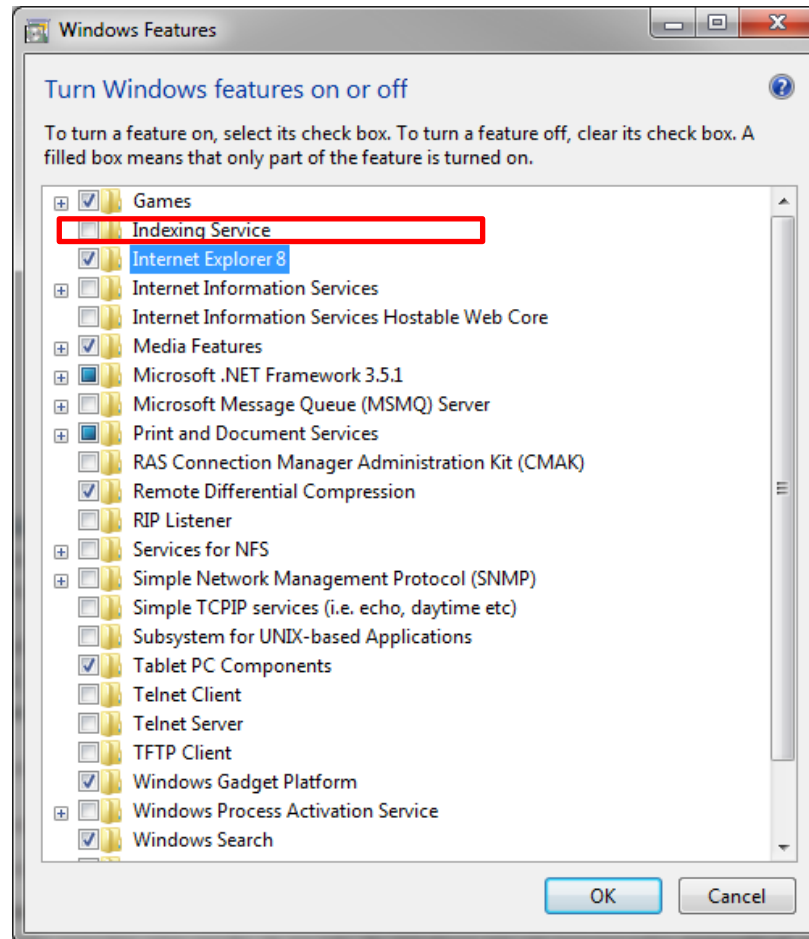 Windows Features
Turn Windows features on or off
To turn a feature on, select its check box. To turn a feature off, clear its check box. A
filled box means that only part of the feature is turned on.
Games
Indexing Service
Internet Explorer 8
Internet Information Services
Internet Information Services Hostable Web Core
Media Features
Microsoft .NET Framework 3.5.1
Microsoft Message Queue (MSMQ) Server
Print and Document Services
RAS Connection Manager Administration Kit (CMAK)
Remote Differential Compression
RIP Listener
Services for NFS
Simple Network Management Protocol (SNMP)
Simple TCPIP services (i.e. echo, daytime etc)
Subsystem for UNIX-based Applications
Tablet PC Components
Telnet Client
Telnet Server
TFTP Client
Windows Gadget Platform
Windows Process Activation Service
Windows Search
OK Cancel